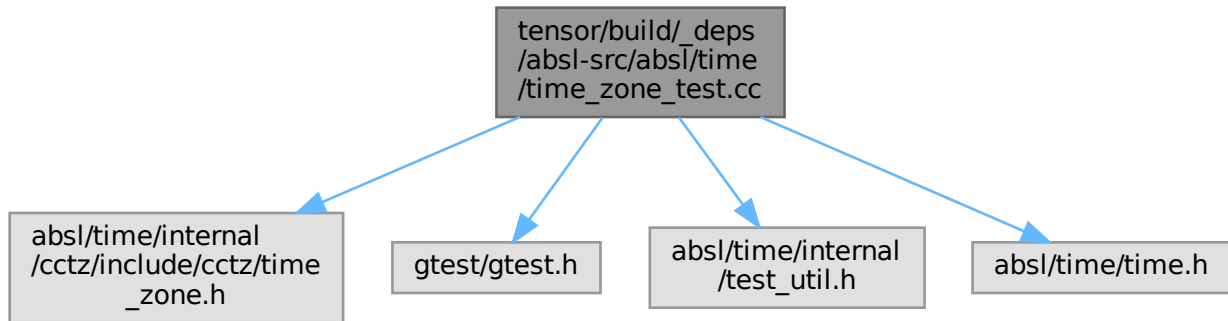 tensor/build/_deps
/absl-src/absl/time
/time_zone_test.cc
absl/time/internal
/cctz/include/cctz/time
_zone.h
gtest/gtest.h
absl/time/internal
/test_util.h
absl/time/time.h